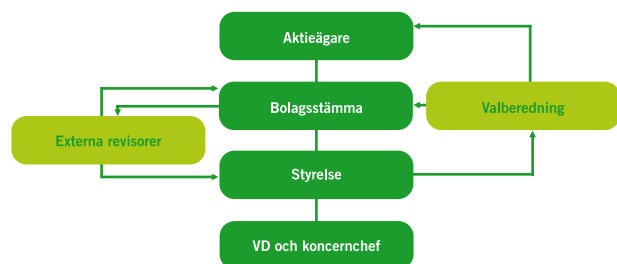 Aktieägare
Bolagsstämma
Valberedning
Externa revisorer
Styrelse
VD och koncernchef